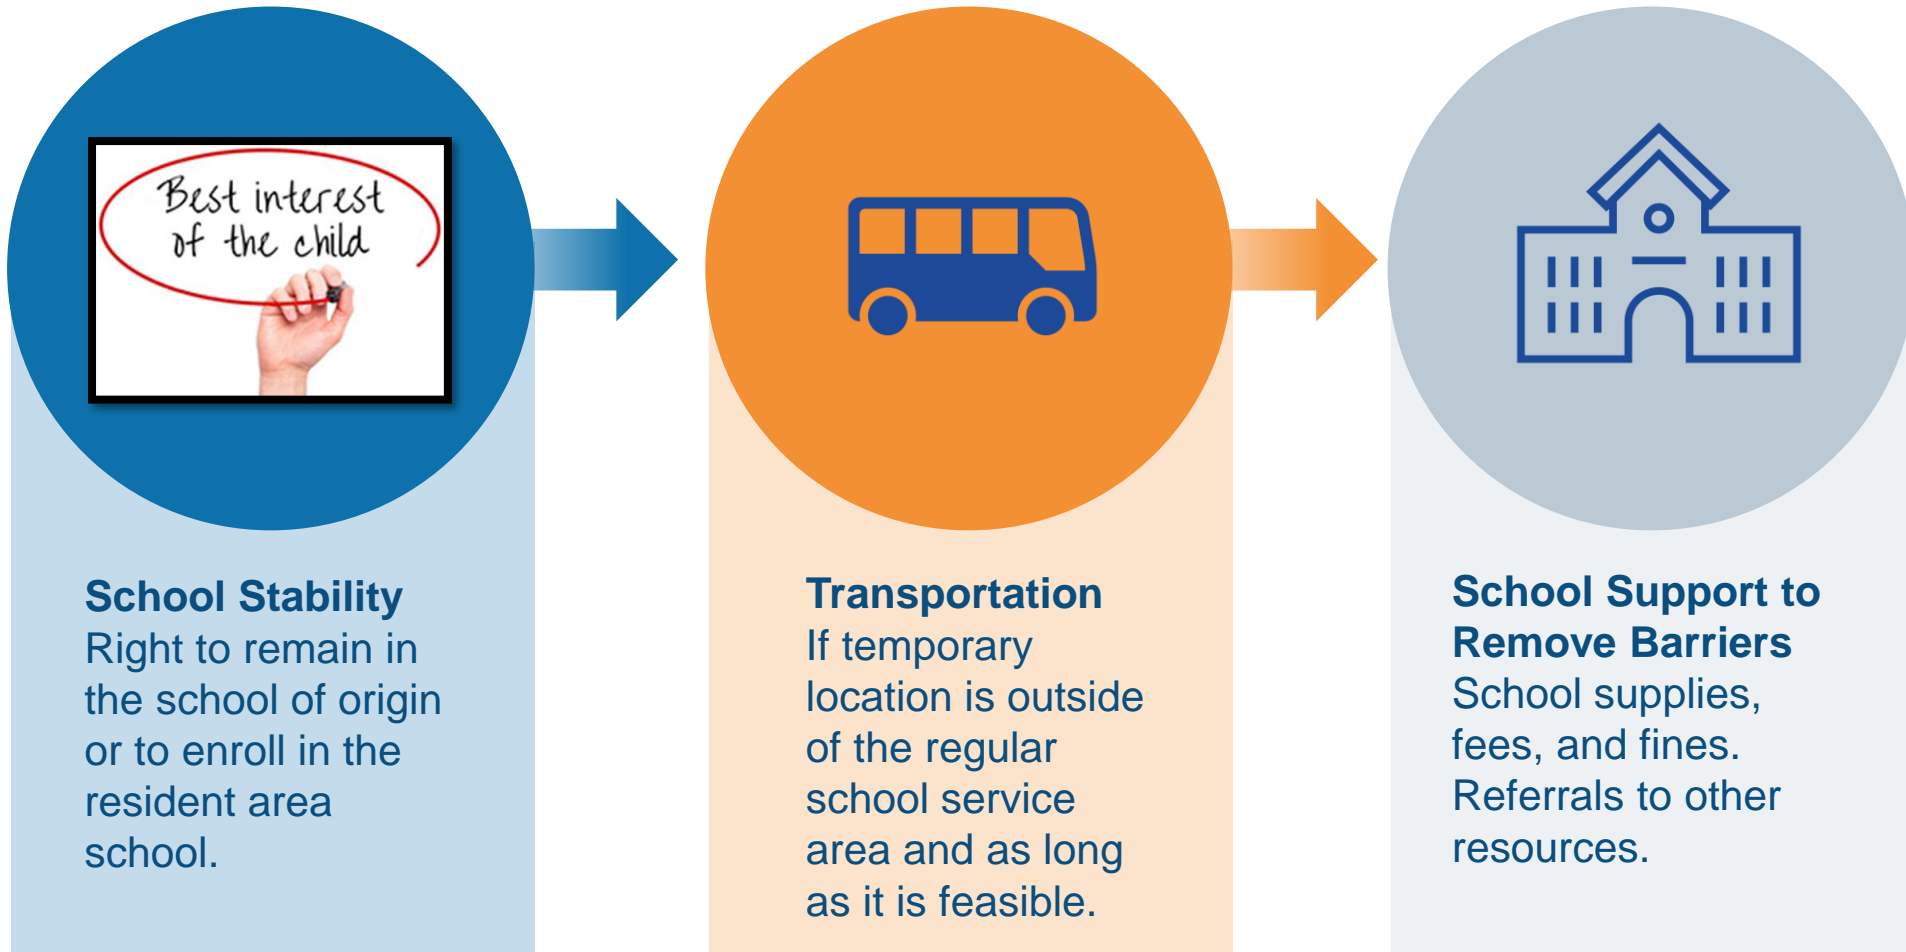 Best interest
of the child
School Stability
Right to remain in
the school of origin
or to enroll in the
resident area
school.
Transportation
If temporary
location is outside
of the regular
school service
area and as long
as it is feasible.
School Support to
Remove Barriers
School supplies,
fees, and fines.
Referrals to other
resources.